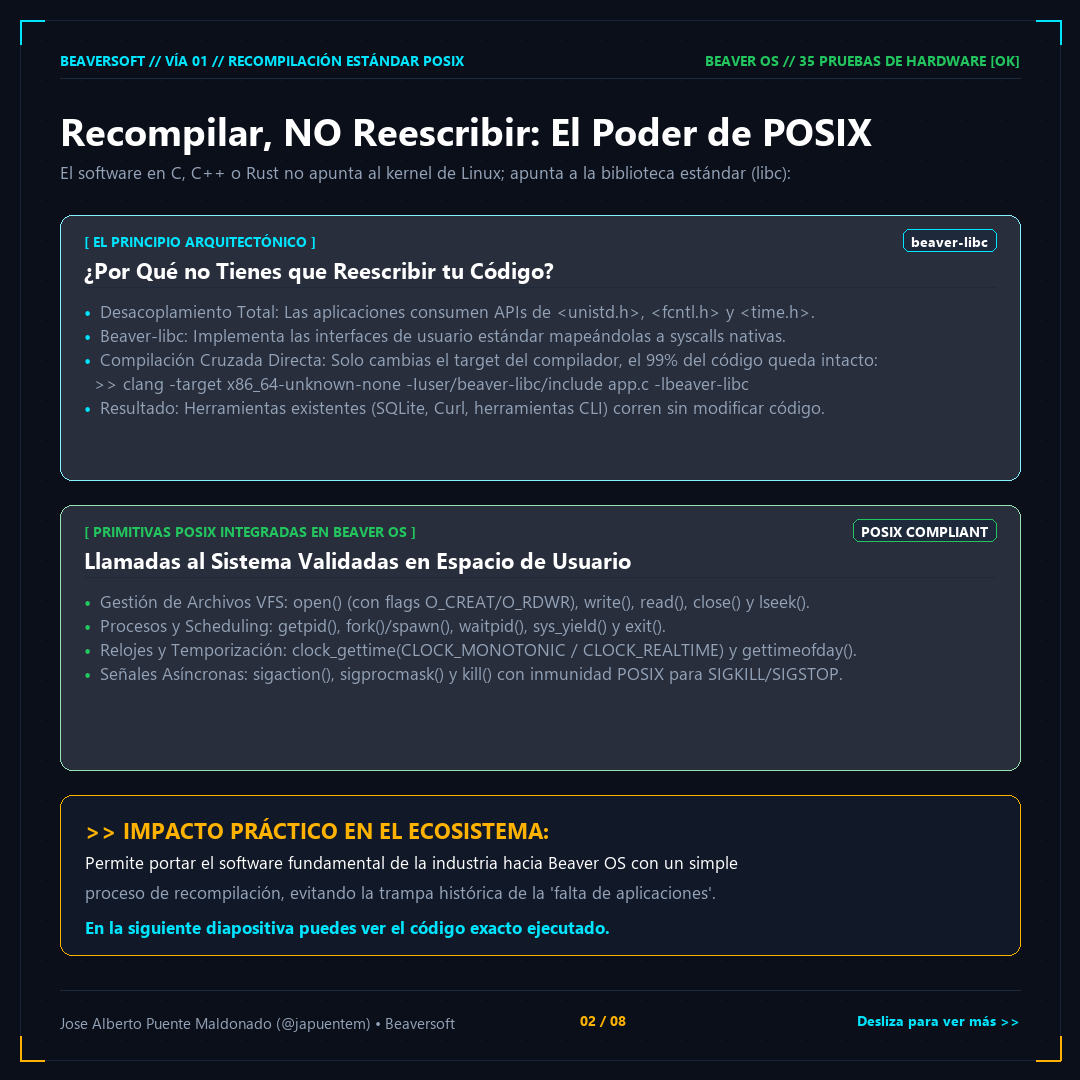 BEAVERSOFT // VÍA 01 // RECOMPILACIÓN ESTÁNDAR POSIX
BEAVER OS // 35 PRUEBAS DE HARDWARE [OK]
Recompilar, NO Reescribir: El Poder de POSIX
El software en C, C++ o Rust no apunta al kernel de Linux; apunta a la biblioteca estándar (libc):
[ EL PRINCIPIO ARQUITECTÓNICO ]
beaver-libc
¿Por Qué no Tienes que Reescribir tu Código?
• Desacoplamiento Total: Las aplicaciones consumen APIs de <unistd.h>, <fcntl.h> y <time.h>.
• Beaver-libc: Implementa las interfaces de usuario estándar mapeándolas a syscalls nativas.
• Compilación Cruzada Directa: Solo cambias el target del compilador, el 99% del código queda intacto:
>> clang -target x86_64-unknown-none -Iuser/beaver-libc/include app.c -lbeaver-libc
• Resultado: Herramientas existentes (SQLite, Curl, herramientas CLI) corren sin modificar código.
[ PRIMITIVAS POSIX INTEGRADAS EN BEAVER OS ]
POSIX COMPLIANT
Llamadas al Sistema Validadas en Espacio de Usuario
• Gestión de Archivos VFS: open() (con flags O_CREAT/O_RDWR), write(), read(), close() y lseek().
• Procesos y Scheduling: getpid(), fork()/spawn(), waitpid(), sys_yield() y exit().
• Relojes y Temporización: clock_gettime(CLOCK_MONOTONIC / CLOCK_REALTIME) y gettimeofday().
• Señales Asíncronas: sigaction(), sigprocmask() y kill() con inmunidad POSIX para SIGKILL/SIGSTOP.
>> IMPACTO PRÁCTICO EN EL ECOSISTEMA:
Permite portar el software fundamental de la industria hacia Beaver OS con un simple
proceso de recompilación, evitando la trampa histórica de la 'falta de aplicaciones'.
En la siguiente diapositiva puedes ver el código exacto ejecutado.
Jose Alberto Puente Maldonado (@japuentem) • Beaversoft
02 / 08
Desliza para ver más >>